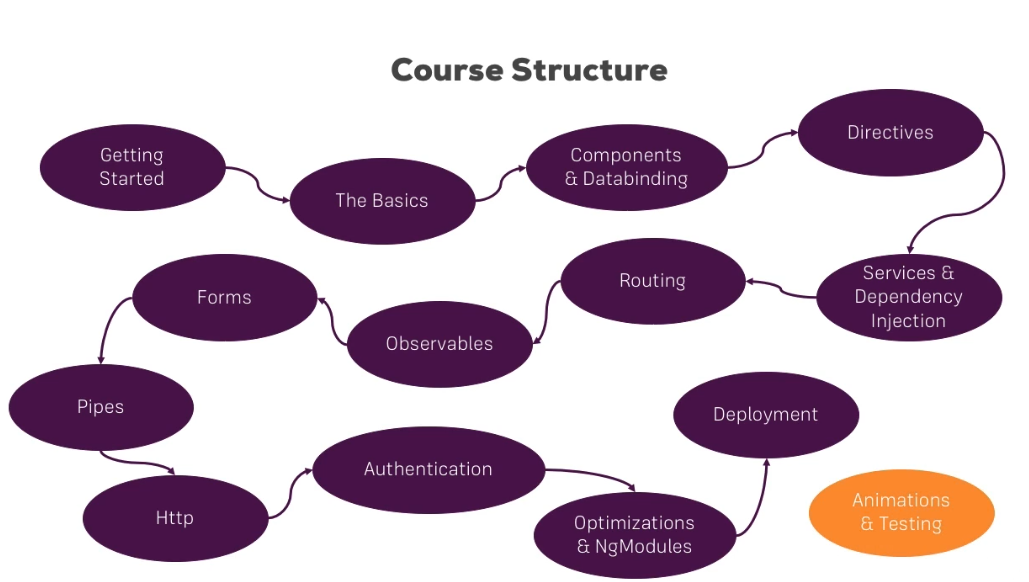 Course Structure
Getting
Started
The Basics
Components
& Databinding
Directives
Services &
Dependency
Injection
Routing
Observables
Forms
Pipes
Http
Authentication
Optimizations
& NgModules
Deployment
Animations
& Testing